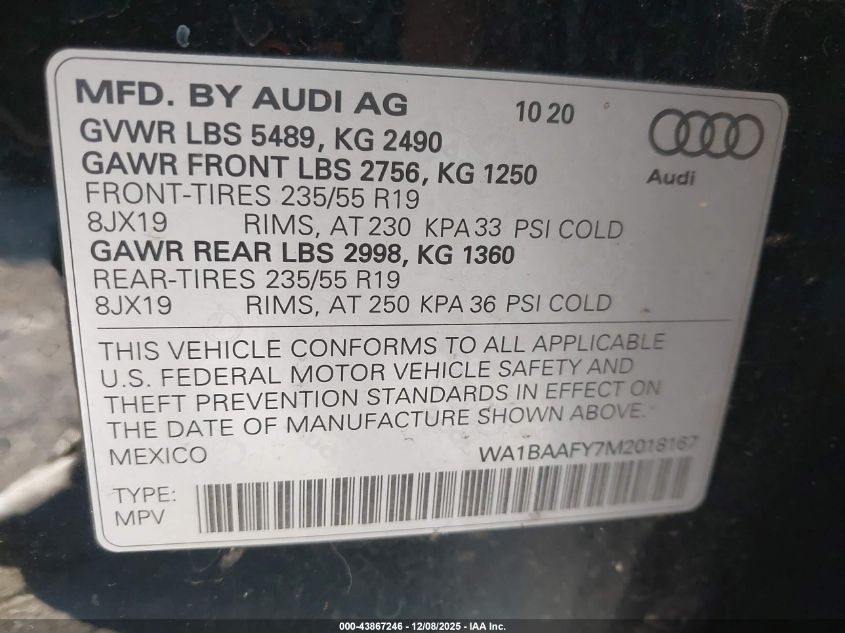 MFD. BY AUDI AG 10 20
GVWR LBS 5489, KG 2490
GAWR FRONT LBS 2756, KG 1250
Audi
FRONT-TIRES 235/55 R19
8JX19 RIMS, AT 230 KPA 33 PSI COLD
GAWR REAR LBS 2998, KG 1360
REAR-TIRES 235/55 R19
8JX19 RIMS, AT 250 KPA 36 PSI COLD
THIS VEHICLE CONFORMS TO ALL APPLICABLE
U.S. FEDERAL MOTOR VEHICLE SAFETY AND
THEFT PREVENTION STANDARDS IN EFFECT ON
THE DATE OF MANUFACTURE SHOWN ABOVE.
MEXICO WA1BAAFY7M2018167
TYPE:
MPV
000-43867246 - 12/08/2025 - IAA Inc.